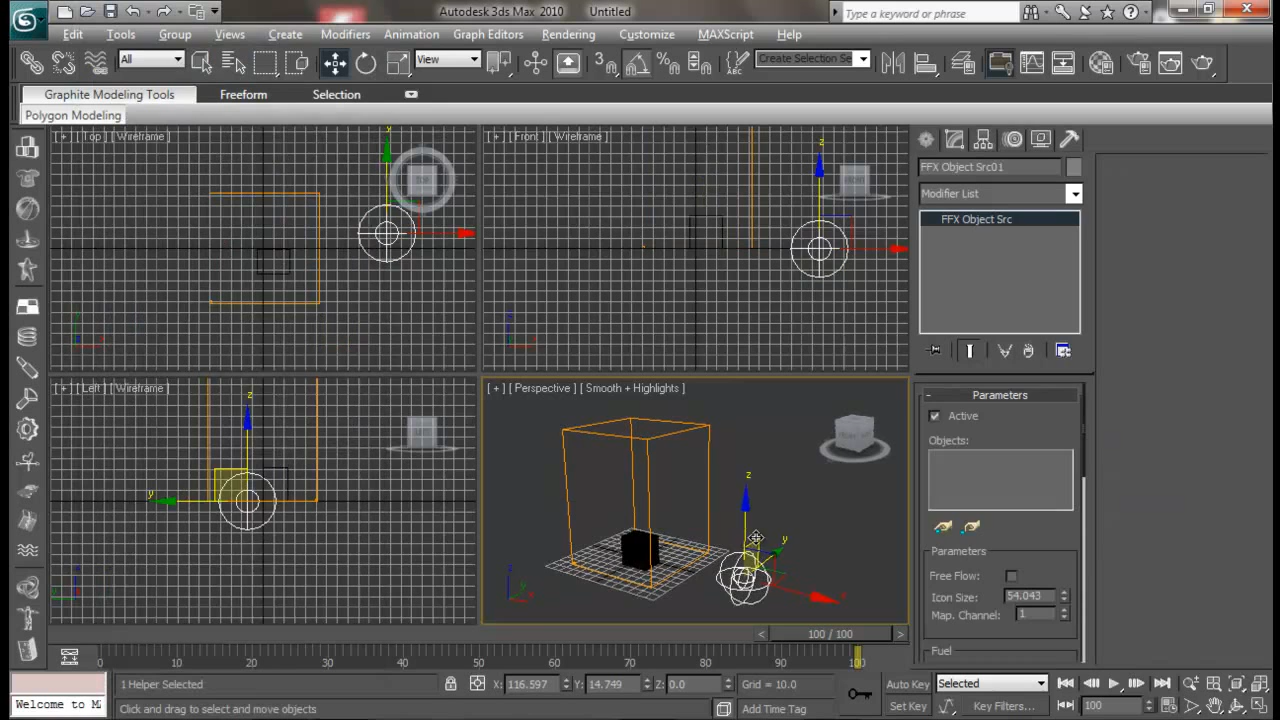 Autodesk 3ds Max 2010 Untitled
Type a keyword or phrase
Edit Tools Group Views Create Modifiers Animation Graph Editors Rendering Customize MAXScript Help
All View 3 Create Selection Se
Graphite Modeling Tools Freeform Selection
Polygon Modeling
[ + ] [ Top ] [ Wireframe ]
[ + ] [ Front ] [ Wireframe ]
FFX Object Src01
Modifier List
FFX Object Src
TOP
FRONT
y
z
[ + ] [ Left ] [ Wireframe ]
[ + ] [ Perspective ] [ Smooth + Highlights ]
z
y
z
y
x
- Parameters
Active
Objects:
Parameters
Free Flow:
Icon Size: 54.043
Map. Channel: 1
Fuel
< 100 / 100 >
0 10 20 30 40 50 60 70 80 90 100
1 Helper Selected X: 116.597 Y: 14.749 Z: 0.0 Grid = 10.0 Auto Key Selected
Welcome to MA Click and drag to select and move objects Add Time Tag Set Key Key Filters... 100